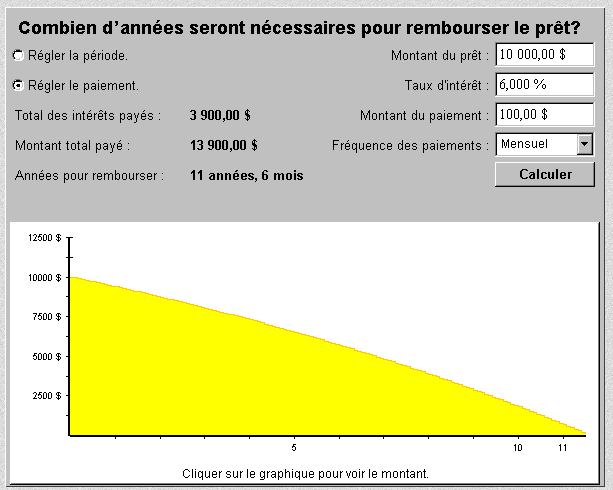 Combien d'années seront nécessaires pour rembourser le prêt?
Régler la période.
Montant du prêt : 10 000,00 $
Régler le paiement.
Taux d'intérêt : 6,000 %
Total des intérêts payés : 3 900,00 $
Montant du paiement : 100,00 $
Montant total payé : 13 900,00 $
Fréquence des paiements : Mensuel
Années pour rembourser : 11 années, 6 mois
Calculer
12500 $
10000 $
7500 $
5000 $
2500 $
5 10 11
Cliquer sur le graphique pour voir le montant.